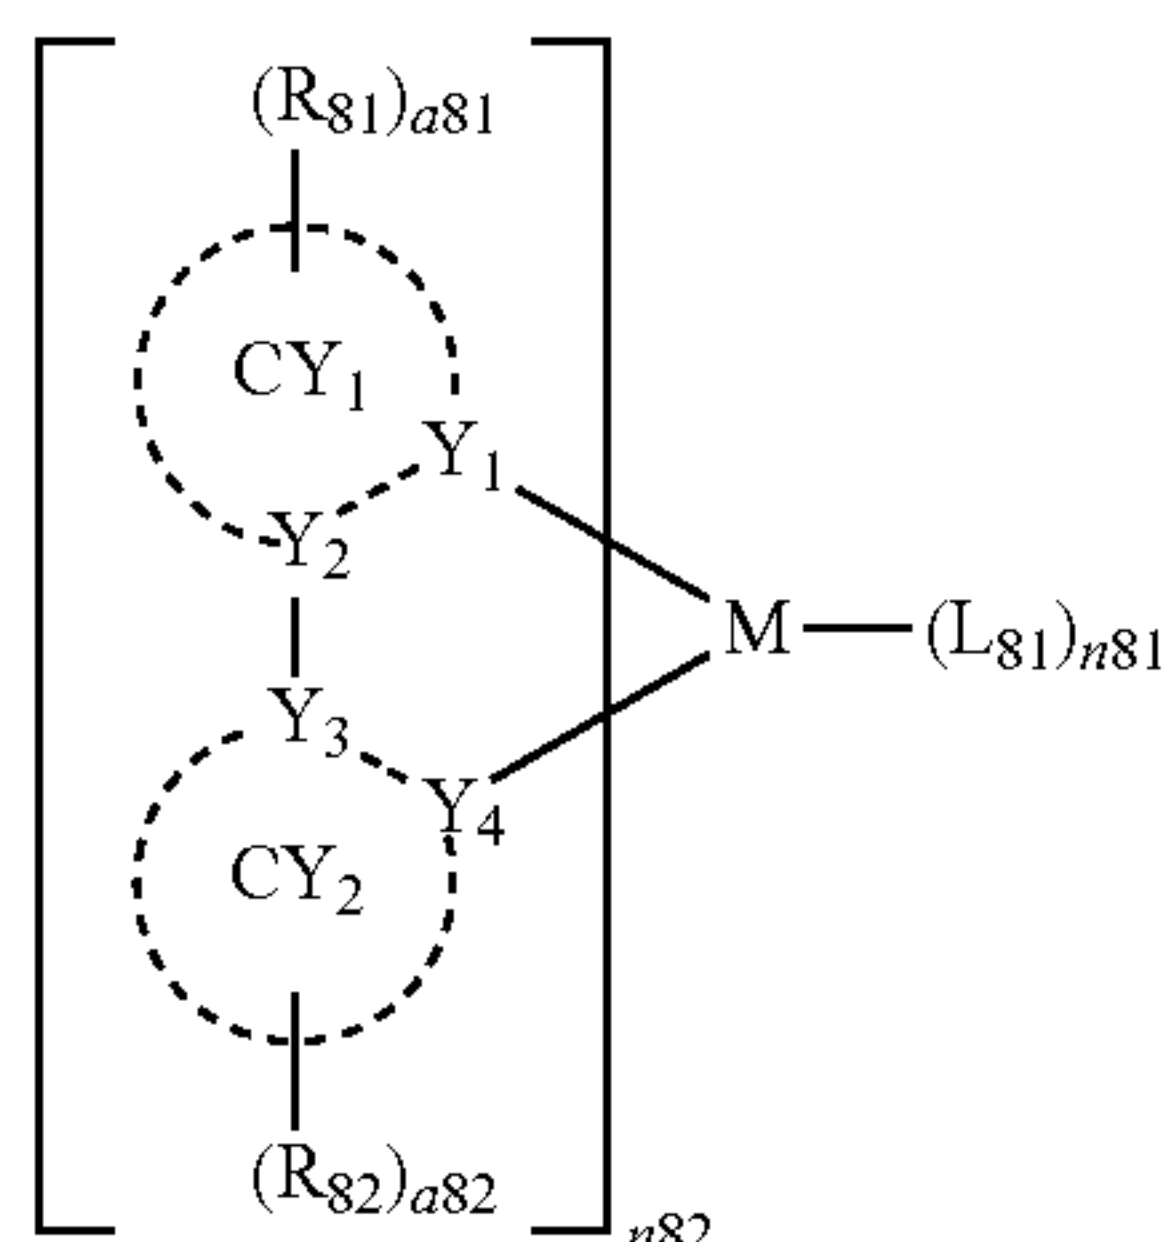 (R₈₁)ₐ₈₁
CY₁
Y₁
Y₂
M—(L₈₁)ₙ₈₁
Y₃
Y₄
CY₂
(R₈₂)ₐ₈₂
n82